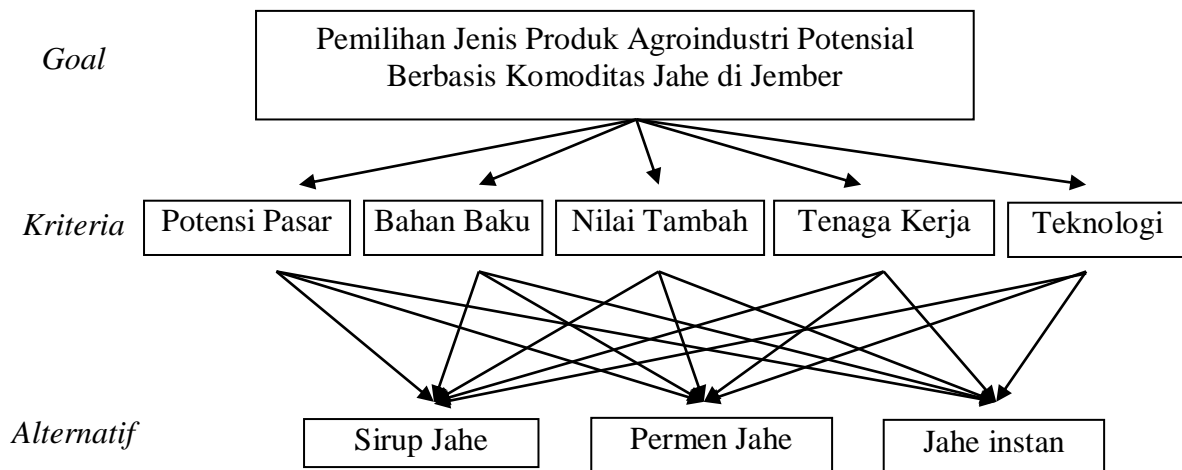 Goal
Pemilihan Jenis Produk Agroindustri Potensial
Berbasis Komoditas Jahe di Jember
Kriteria
Potensi Pasar
Bahan Baku
Nilai Tambah
Tenaga Kerja
Teknologi
Alternatif
Sirup Jahe
Permen Jahe
Jahe instan